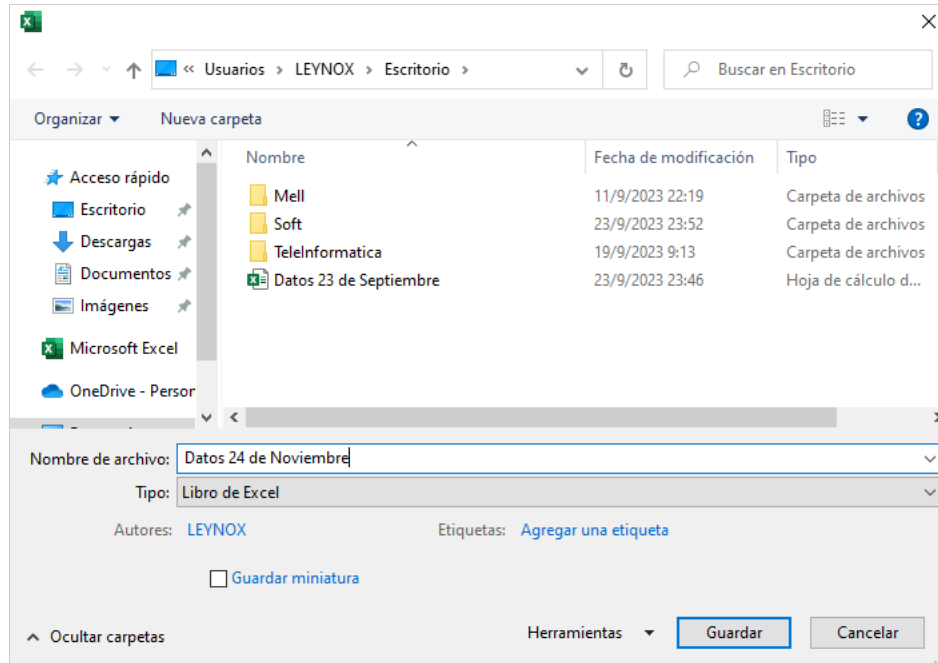 « Usuarios > LEYNOX > Escritorio >
Buscar en Escritorio
Organizar
Nueva carpeta
?
Nombre Fecha de modificación Tipo
Acceso rápido
Escritorio
Descargas
Documentos
Imágenes
Microsoft Excel
OneDrive - Person
Mell 11/9/2023 22:19 Carpeta de archivos
Soft 23/9/2023 23:52 Carpeta de archivos
TeleInformatica 19/9/2023 9:13 Carpeta de archivos
Datos 23 de Septiembre 23/9/2023 23:46 Hoja de cálculo d...
Nombre de archivo: Datos 24 de Noviembre
Tipo: Libro de Excel
Autores: LEYNOX Etiquetas: Agregar una etiqueta
Guardar miniatura
Ocultar carpetas
Herramientas Guardar Cancelar